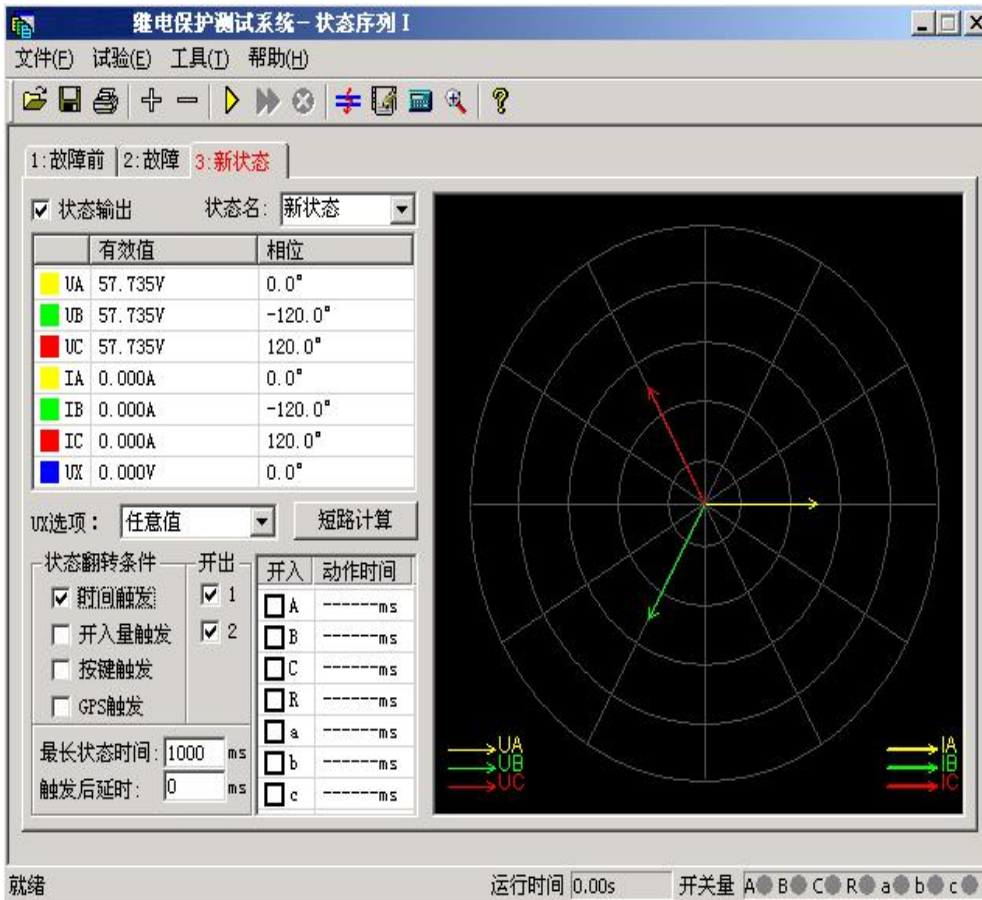 继电保护测试系统-状态序列I
文件(F) 试验(E) 工具(T) 帮助(H)
1:故障前 2:故障 3:新状态
状态输出 状态名: 新状态
有效值 相位
UA 57.735V 0.0°
UB 57.735V -120.0°
UC 57.735V 120.0°
IA 0.000A 0.0°
IB 0.000A -120.0°
IC 0.000A 120.0°
UX 0.000V 0.0°
UX选项: 任意值 短路计算
状态翻转条件 开出 开入 动作时间
时间触发 1 A ------ms
开入量触发 2 B ------ms
按键触发 C ------ms
GPS触发 R ------ms
a ------ms
最长状态时间: 1000 ms b ------ms
触发后延时: 0 ms c ------ms
UA IA
UB IB
UC IC
就绪 运行时间 0.00s 开关量 A B C R a b c